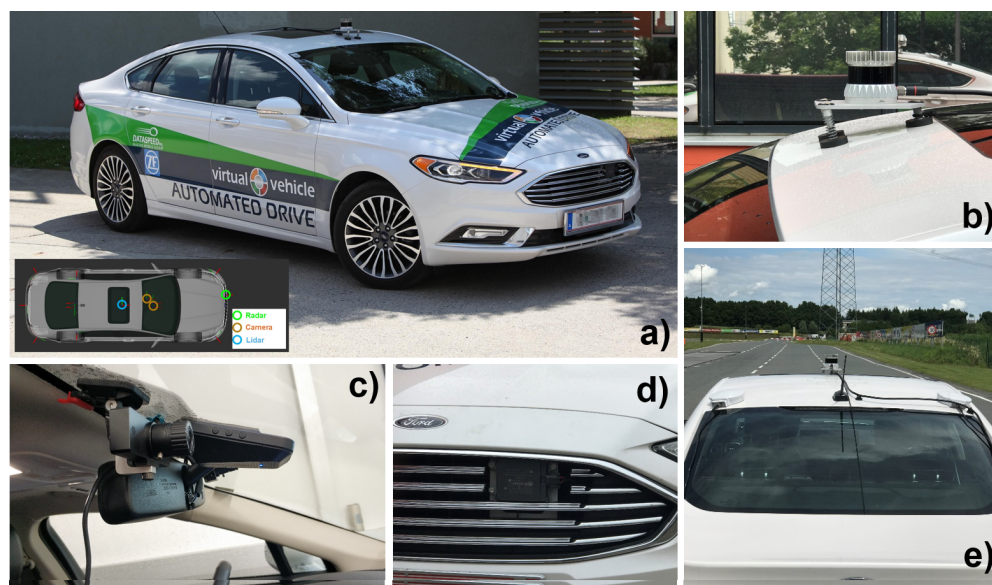 DATASPEED
ZF
virtual vehicle
AUTOMATED DRIVE
virtual vehicle
AUTOMATED DRIVE
Radar
Camera
Lidar
a)
b)
c)
Ford
d)
e)